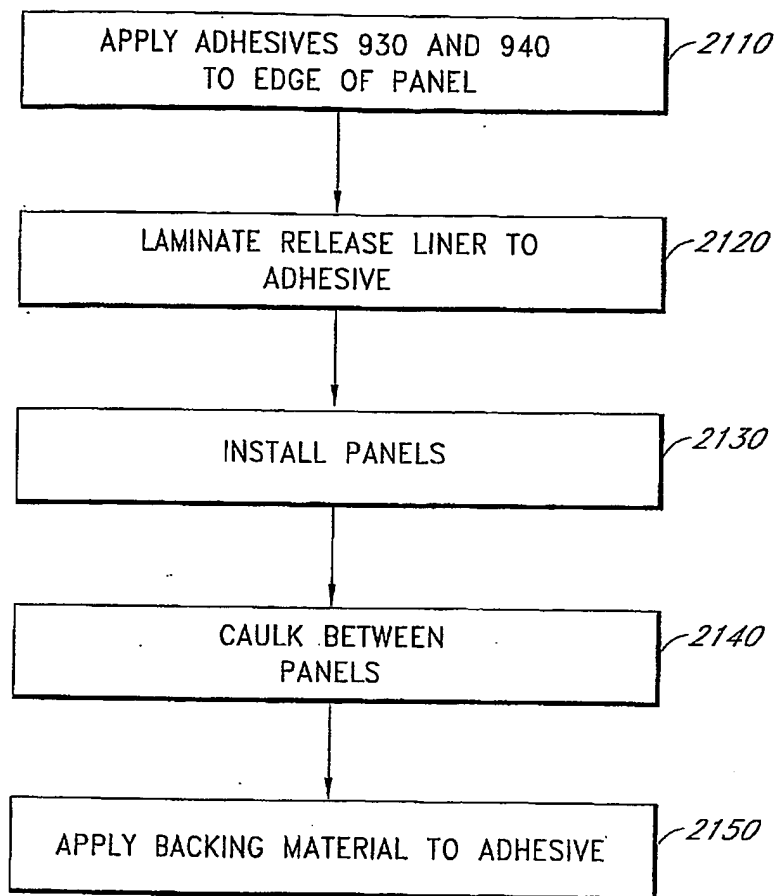 APPLY ADHESIVES 930 AND 940
TO EDGE OF PANEL
2110
LAMINATE RELEASE LINER TO
ADHESIVE
2120
INSTALL PANELS
2130
CAULK BETWEEN
PANELS
2140
APPLY BACKING MATERIAL TO ADHESIVE
2150